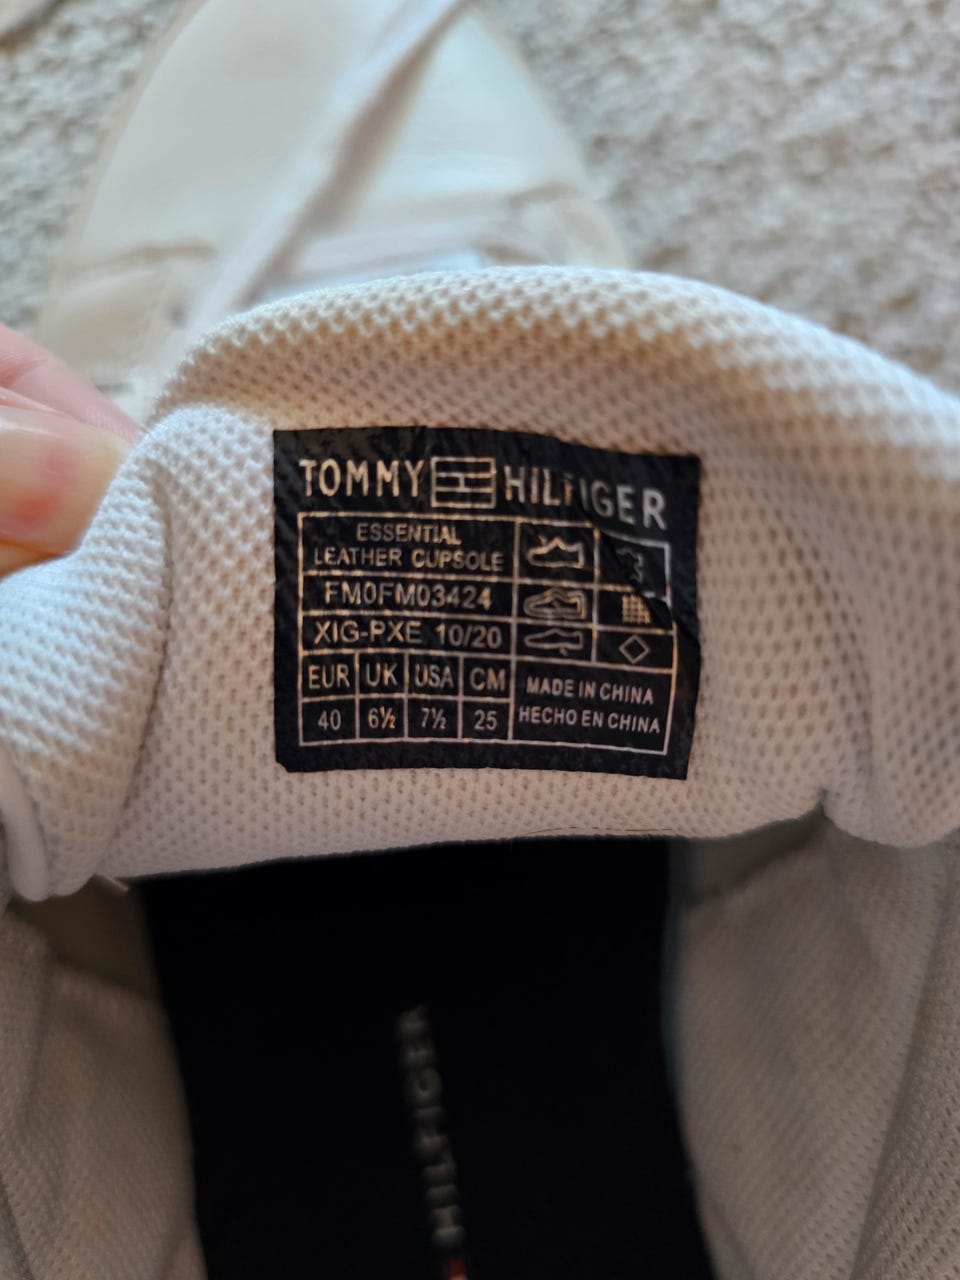 TOMMY HILFIGER
ESSENTIAL
LEATHER CUPSOLE
FM0FM03424
XIG-PXE 10/20
EUR UK USA CM
40 6½ 7½ 25
MADE IN CHINA
HECHO EN CHINA
HILFIGER